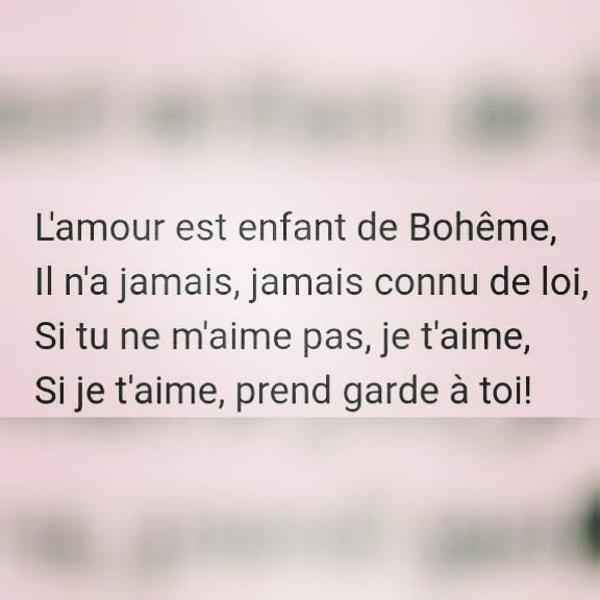 L'amour est enfant de Bohême,
Il n'a jamais, jamais connu de loi,
Si tu ne m'aime pas, je t'aime,
Si je t'aime, prend garde à toi!